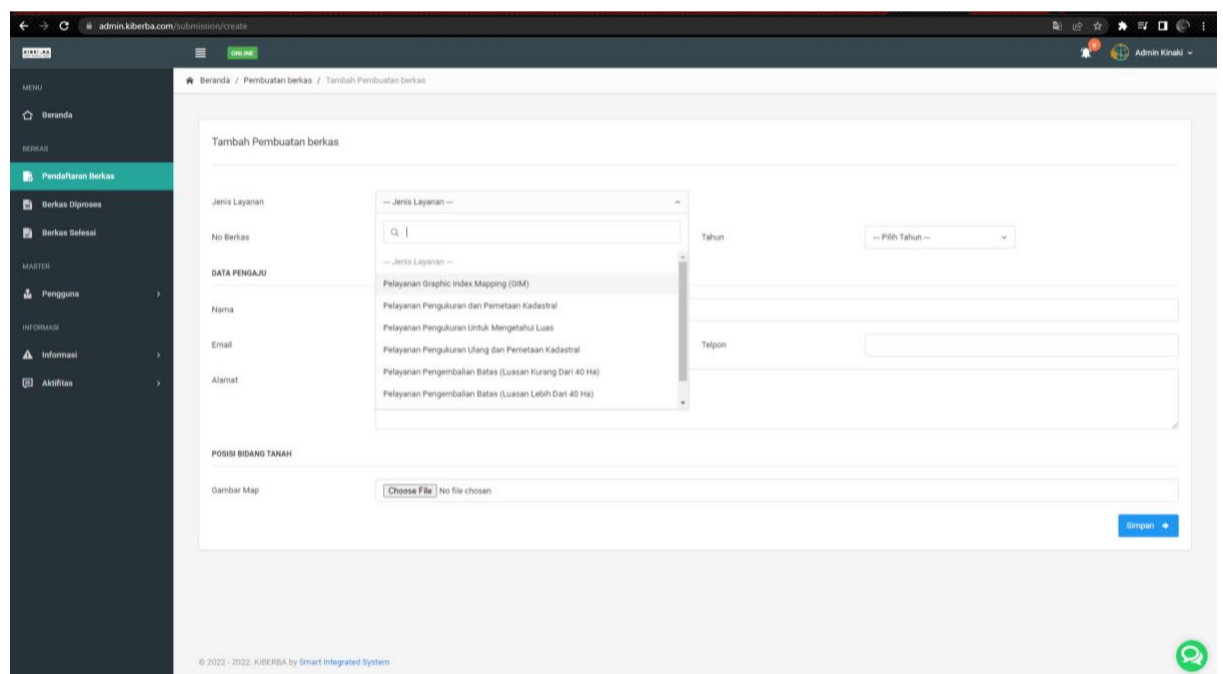 admin.kiberba.com/submission/create
KIBERBA
ONLINE
0
Admin Kinaki
MENU
Beranda
BERKAS
Pendaftaran Berkas
Berkas Diproses
Berkas Selesai
MASTER
Pengguna
INFORMASI
Informasi
Aktifitas
Beranda / Pembuatan berkas / Tambah Pembuatan berkas
Tambah Pembuatan berkas
Jenis Layanan
--- Jenis Layanan ---
No Berkas
Tahun
--- Pilih Tahun ---
--- Jenis Layanan ---
Pelayanan Graphic Index Mapping (GIM)
Pelayanan Pengukuran dan Pemetaan Kadastral
Pelayanan Pengukuran Untuk Mengetahui Luas
Pelayanan Pengukuran Ulang dan Pemetaan Kadastral
Pelayanan Pengembalian Batas (Luasan Kurang Dari 40 Ha)
Pelayanan Pengembalian Batas (Luasan Lebih Dari 40 Ha)
DATA PENGAJU
Nama
Email
Telpon
Alamat
POSISI BIDANG TANAH
Gambar Map
Choose File No file chosen
Simpan
© 2022 - 2022. KIBERBA by Smart Integrated System